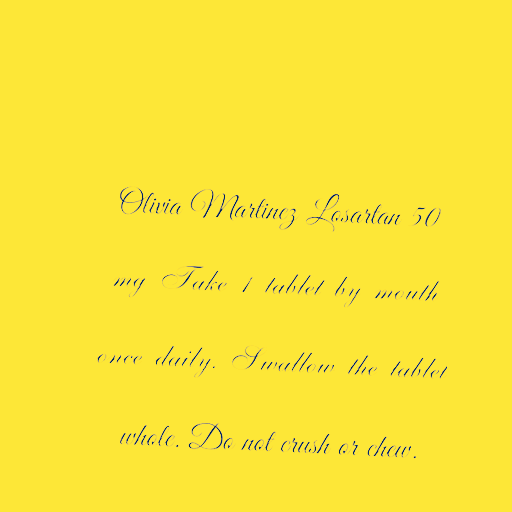 Olivia Martinez Losartan 50
mg Take 1 tablet by mouth
once daily. Swallow the tablet
whole. Do not crush or chew.